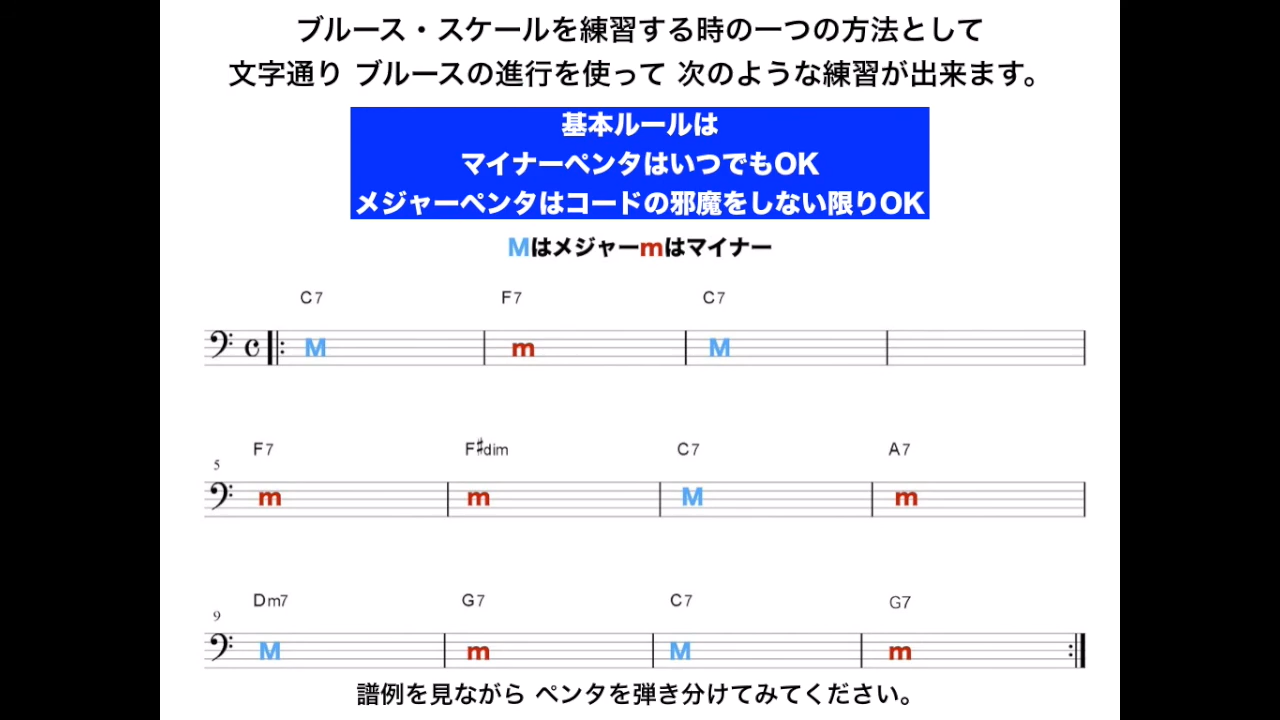 ブルース・スケールを練習する時の一つの方法として
文字通り ブルースの進行を使って 次のような練習が出来ます。
基本ルールは
マイナーペンタはいつでもOK
メジャーペンタはコードの邪魔をしない限りOK
Mはメジャーmはマイナー
C7 F7 C7
M m M
5 F7 F#dim C7 A7
m m M m
9 Dm7 G7 C7 G7
M m M m
譜例を見ながら ペンタを弾き分けてみてください。